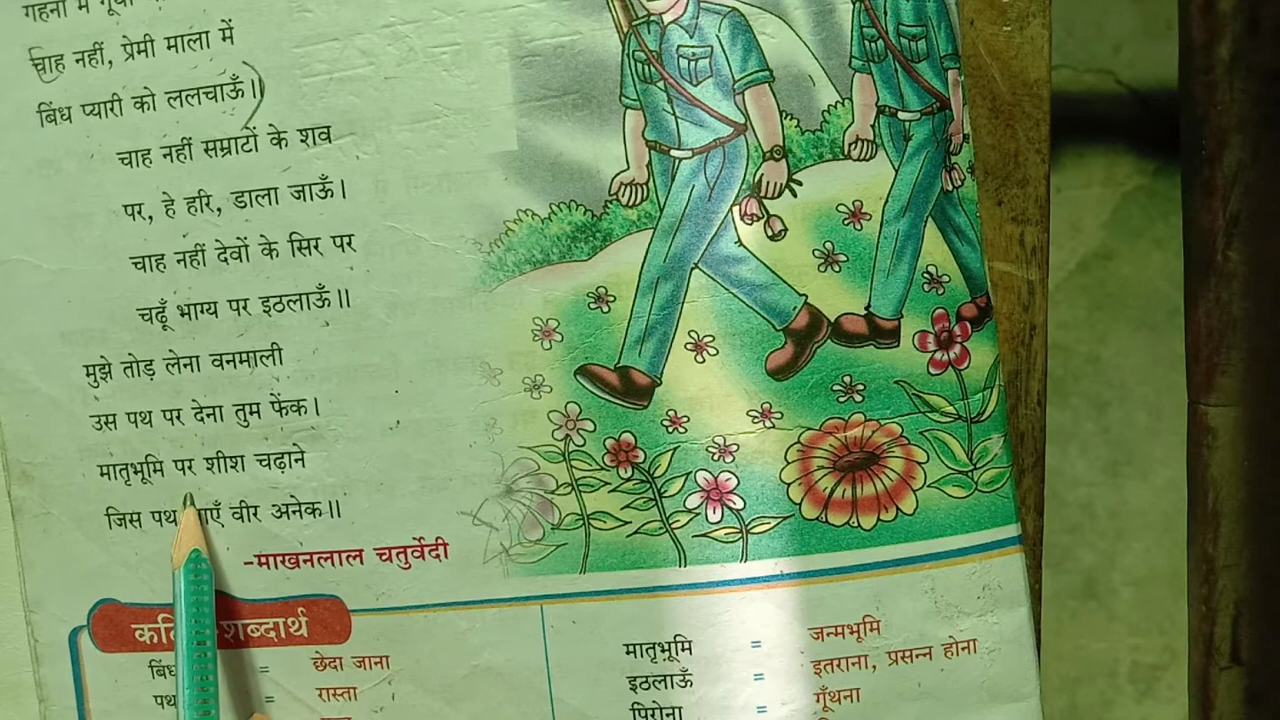 चाह नहीं, प्रेमी माला में
बिंध प्यारी को ललचाऊँ॥
चाह नहीं सम्राटों के शव
पर, हे हरि, डाला जाऊँ।
चाह नहीं देवों के सिर पर
चढ़ूँ भाग्य पर इठलाऊँ॥
मुझे तोड़ लेना वनमाली
उस पथ पर देना तुम फेंक।
मातृभूमि पर शीश चढ़ाने
जिस पथ वीर अनेक॥
-माखनलाल चतुर्वेदी
शब्दार्थ
= छेदा जाना
पथ = रास्ता
मातृभूमि = जन्मभूमि
इठलाऊँ = इतराना, प्रसन्न होना
पिरोना = गूँथना